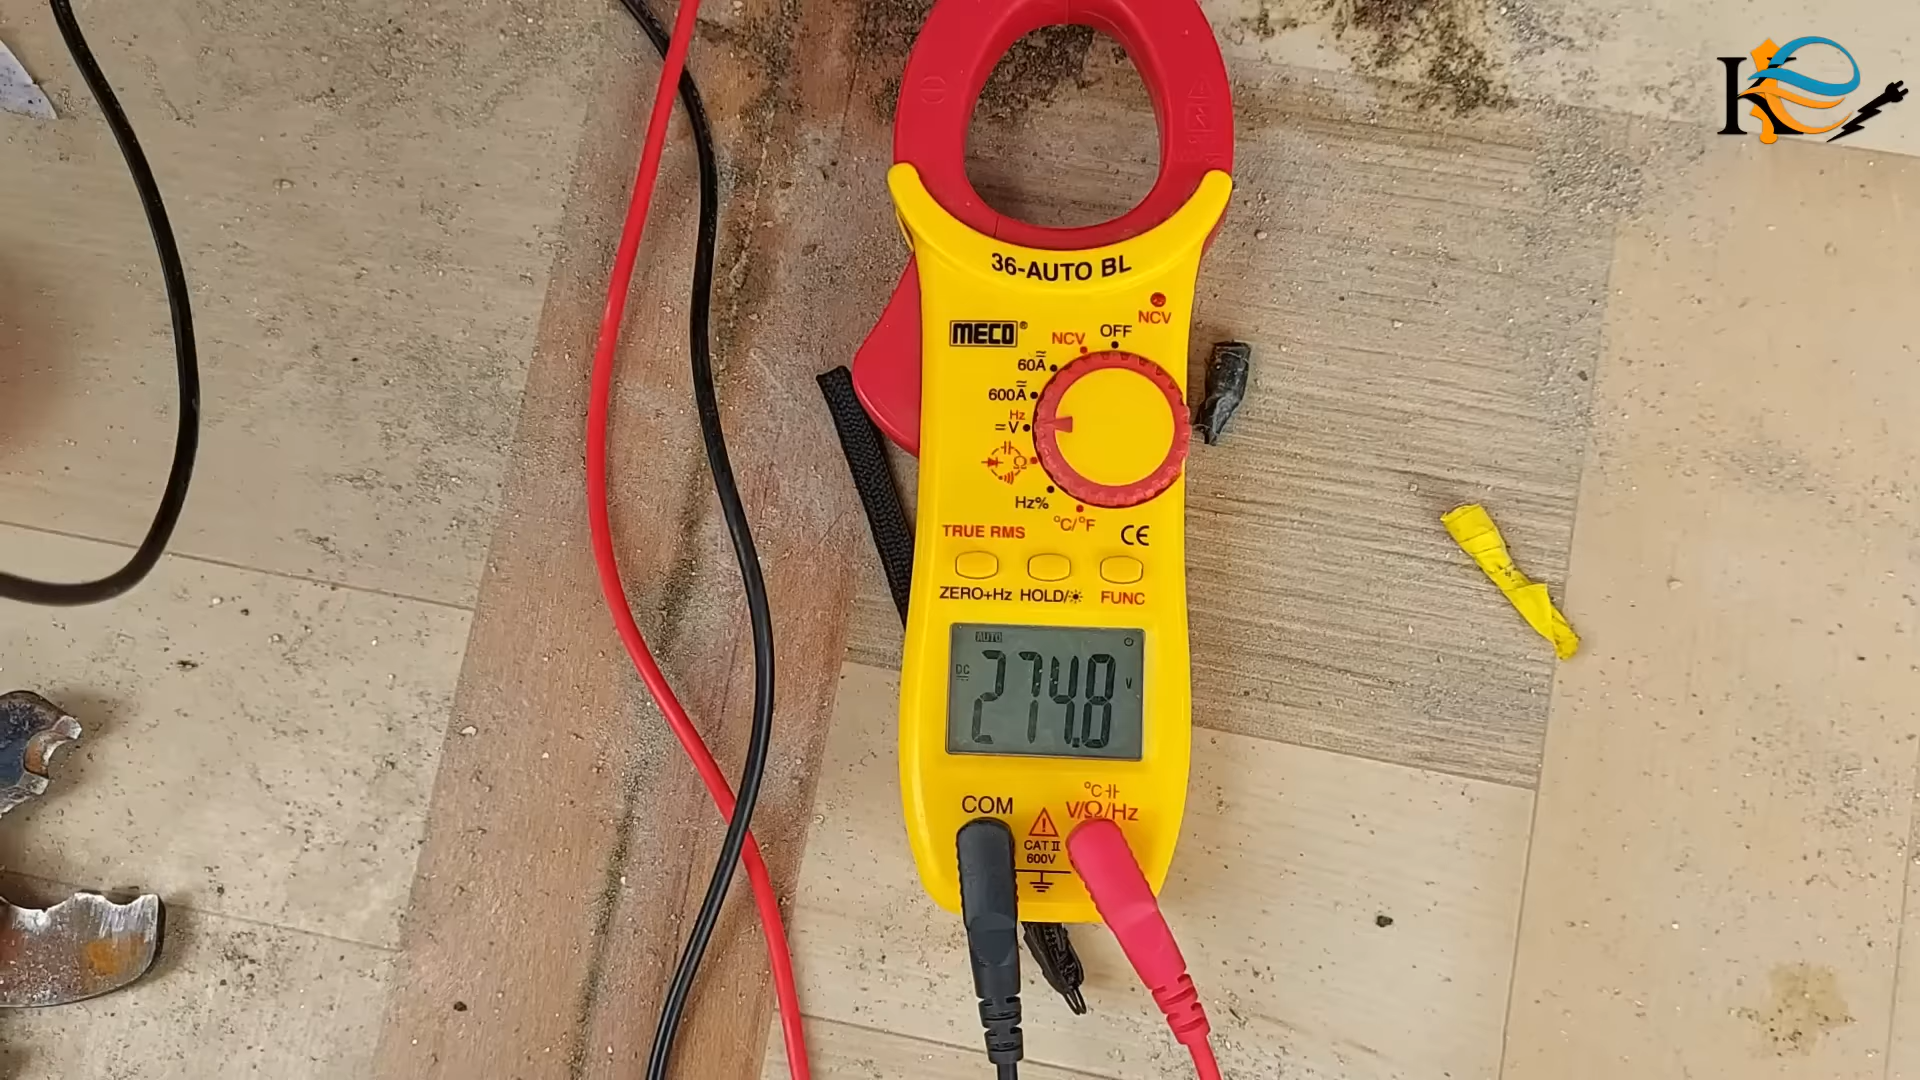 K
36-AUTO BL
MECO®
NCV
OFF
NCV
60A
600A
Hz
V
Ω
Hz%
°C/°F
TRUE RMS
CE
ZERO+Hz HOLD/ FUNC
AUTO
DC 274.8 V
°C
COM V/Ω/Hz
CAT II
600V